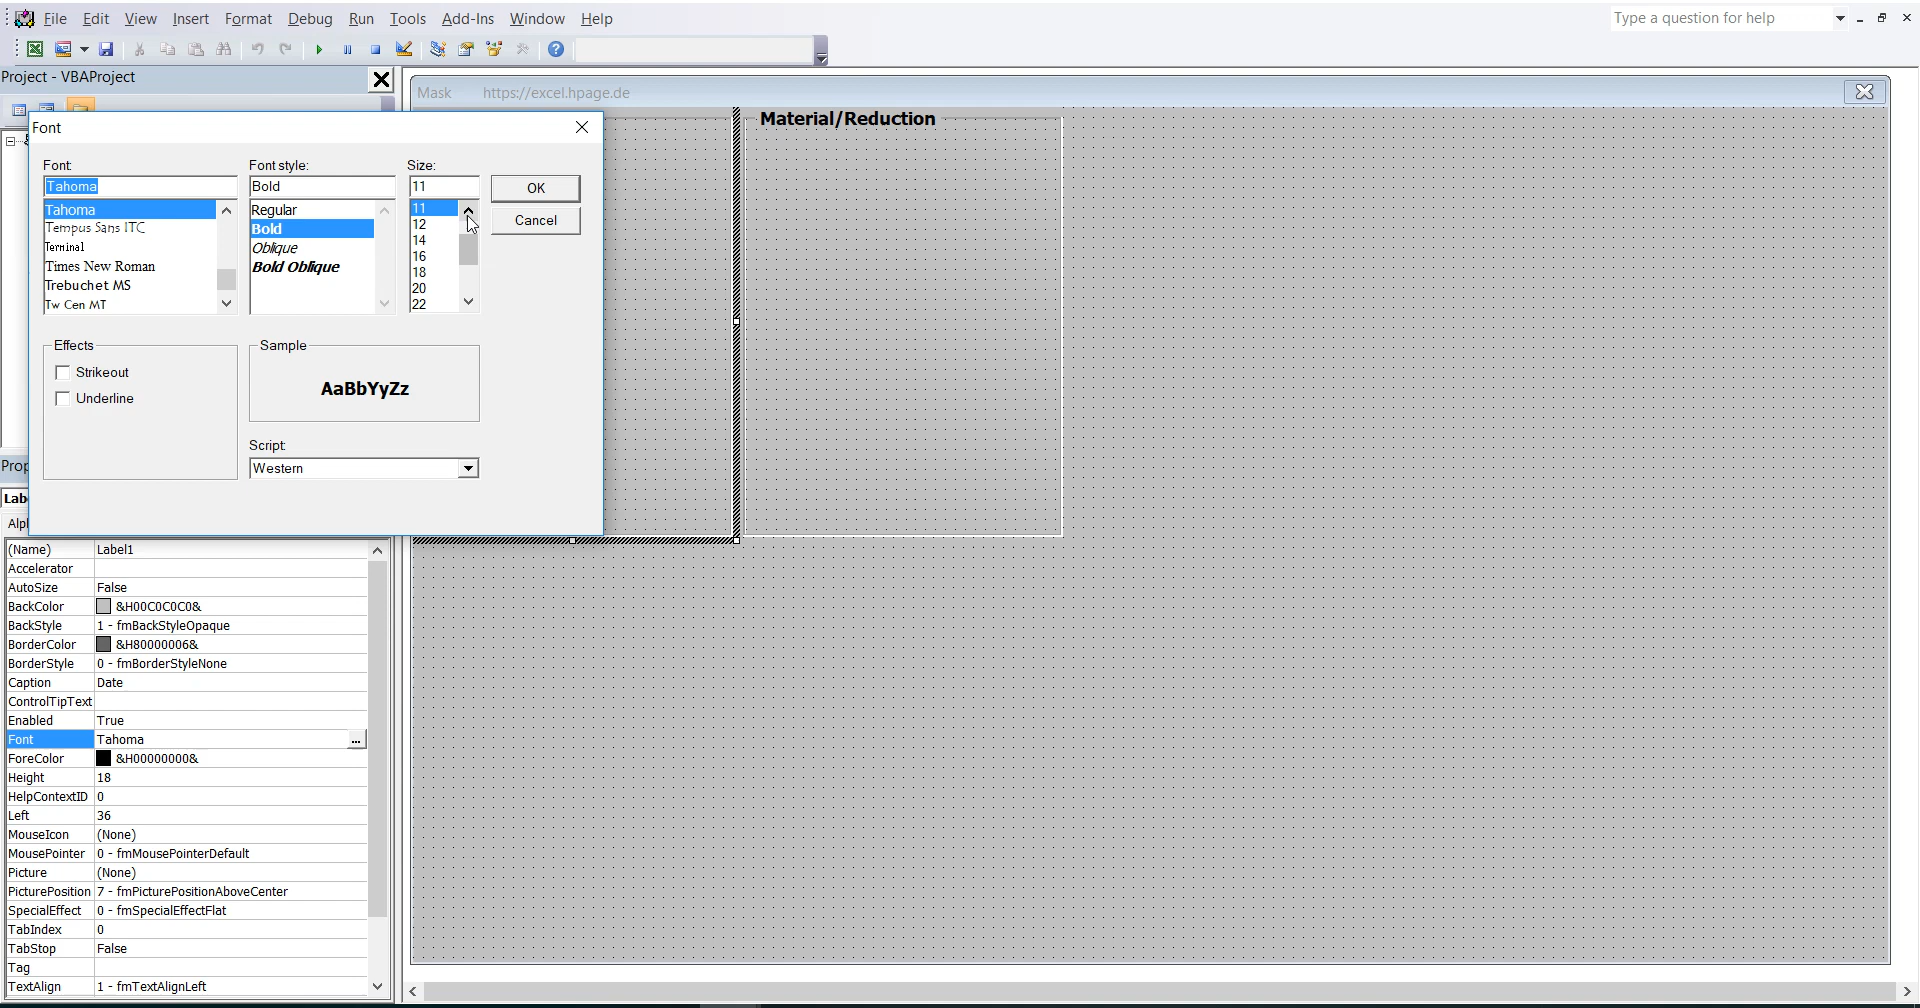 File Edit View Insert Format Debug Run Tools Add-Ins Window Help
Type a question for help
Project - VBAProject
Mask https://excel.hpage.de
Material/Reduction
Font
Font: Font style: Size:
Tahoma Bold 11
OK
Cancel
Tahoma
Tempus Sans ITC
Terminal
Times New Roman
Trebuchet MS
Tw Cen MT
Regular
Bold
Oblique
Bold Oblique
11
12
14
16
18
20
22
Effects
Strikeout
Underline
Sample
AaBbYyZz
Script:
Western
Prop
Lab
Alpl
(Name) Label1
Accelerator
AutoSize False
BackColor &H00C0C0C0&
BackStyle 1 - fmBackStyleOpaque
BorderColor &H80000006&
BorderStyle 0 - fmBorderStyleNone
Caption Date
ControlTipText
Enabled True
Font Tahoma ...
ForeColor &H00000000&
Height 18
HelpContextID 0
Left 36
MouseIcon (None)
MousePointer 0 - fmMousePointerDefault
Picture (None)
PicturePosition 7 - fmPicturePositionAboveCenter
SpecialEffect 0 - fmSpecialEffectFlat
TabIndex 0
TabStop False
Tag
TextAlign 1 - fmTextAlignLeft